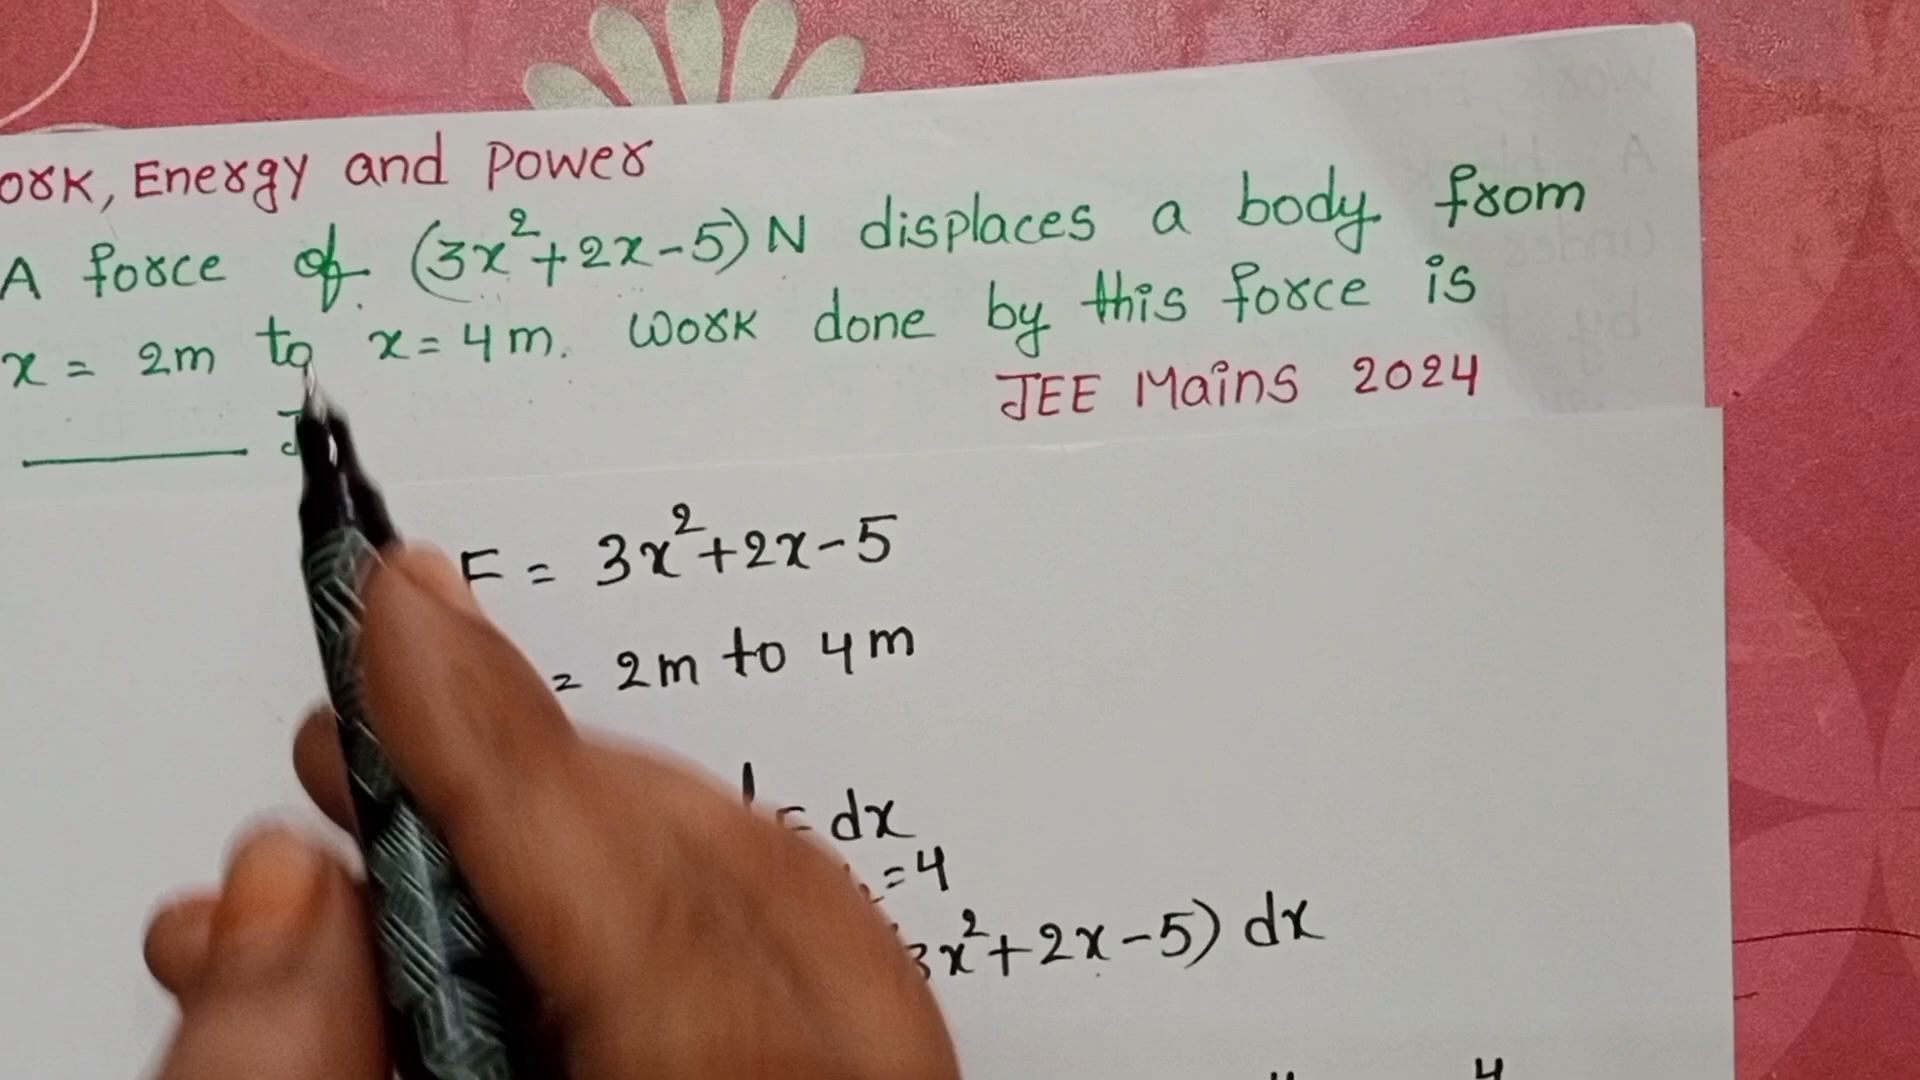 Energy and Power
A force of (3x²+2x-5) N displaces a body from
x = 2m to x = 4m. Work done by this force is
JEE Mains 2024
J
F = 3x²+2x-5
= 2m to 4m
= dx
=4
3x²+2x-5) dx
4